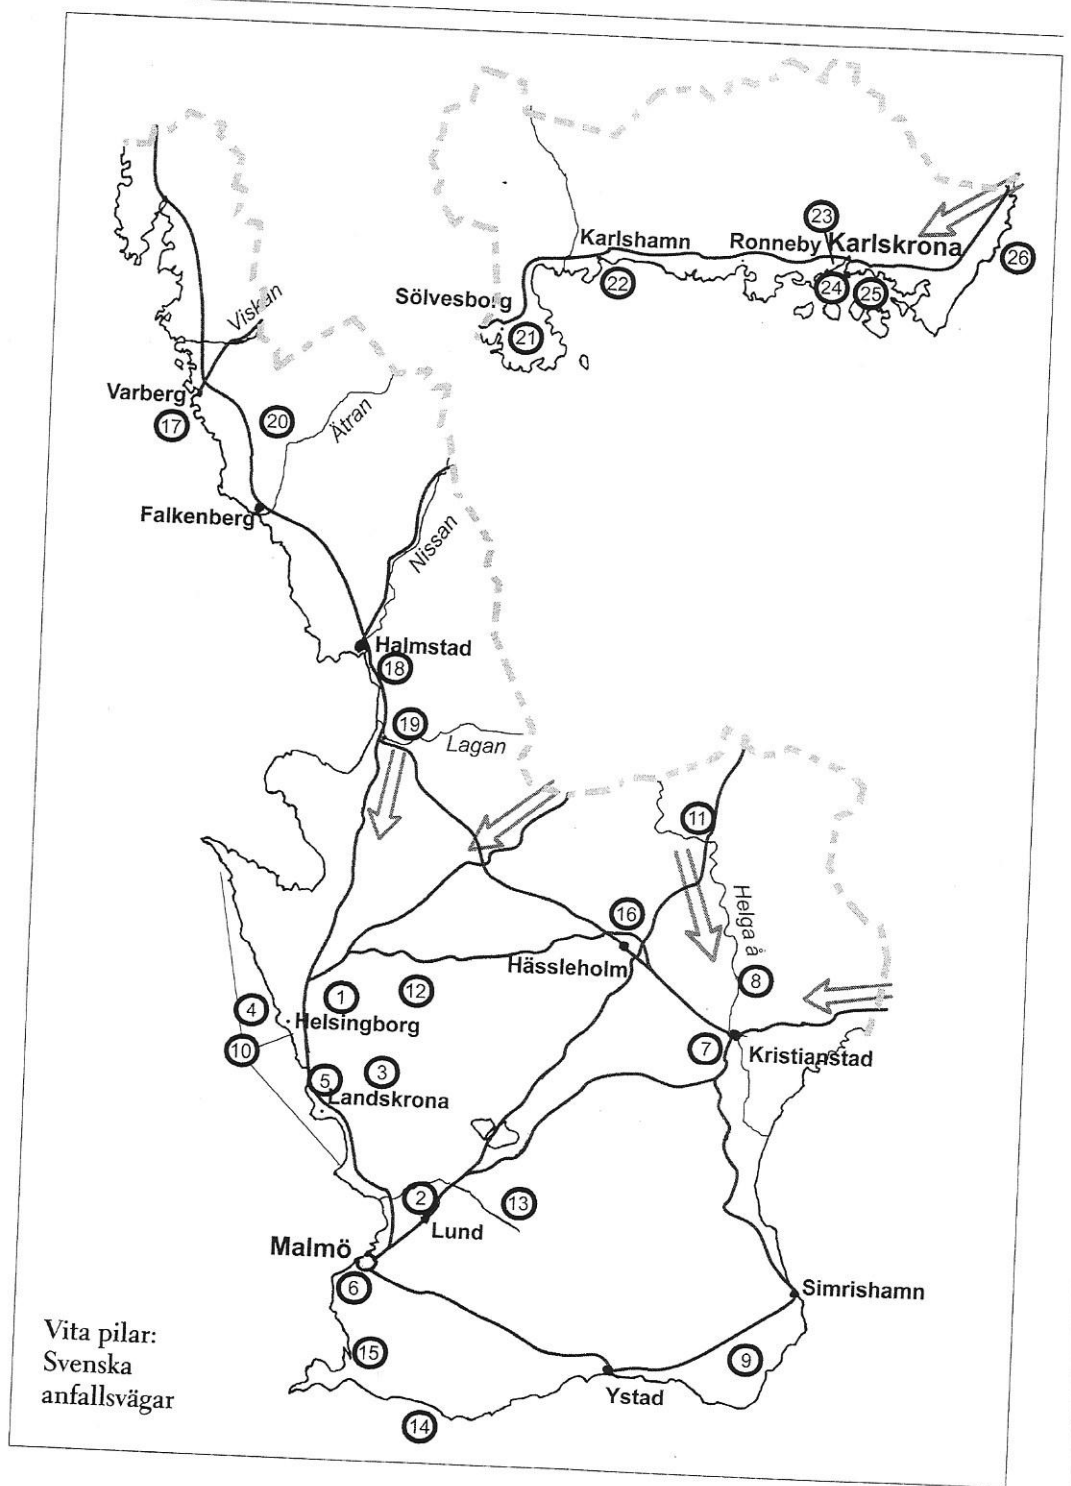 23
Karlshamn
Ronneby
Karlskrona
26
22
24
25
Sölvesborg
21
Viskan
Varberg
17
20
Ätran
Falkenberg
Nissan
Halmstad
18
19
Lagan
11
Helga å
16
Hässleholm
8
12
1
4
Helsingborg
10
7
Kristianstad
3
5
Landskrona
2
13
Lund
Malmö
6
Simrishamn
15
9
Ystad
14
Vita pilar:
Svenska
anfallsvägar